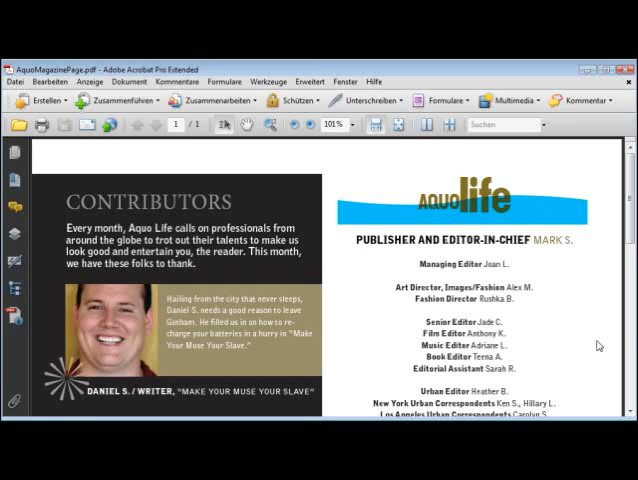 AquoMagazinePage.pdf - Adobe Acrobat Pro Extended
Datei Bearbeiten Anzeige Dokument Kommentare Formulare Werkzeuge Erweitert Fenster Hilfe
Erstellen Zusammenführen Zusammenarbeiten Schützen Unterschreiben Formulare Multimedia Kommentar
1 / 1 101% Suchen
CONTRIBUTORS
Every month, Aquo Life calls on professionals from
around the globe to trot out their talents to make us
look good and entertain you, the reader. This month,
we have these folks to thank.
Hailing from the city that never sleeps,
Daniel S. needs a good reason to leave
Gotham. He filled us in on how to re-
charge your batteries in a hurry in “Make
Your Muse Your Slave.”
DANIEL S. / WRITER, “MAKE YOUR MUSE YOUR SLAVE”
AQUOlife
PUBLISHER AND EDITOR-IN-CHIEF MARK S.
Managing Editor Joan L.
Art Director, Images/Fashion Alex M.
Fashion Director Rushka B.
Senior Editor Jade C.
Film Editor Anthony K.
Music Editor Adriane L.
Book Editor Teena A.
Editorial Assistant Sarah R.
Urban Editor Heather B.
New York Urban Correspondents Ken S., Hillary L.
Los Angeles Urban Correspondents Carolyn S.